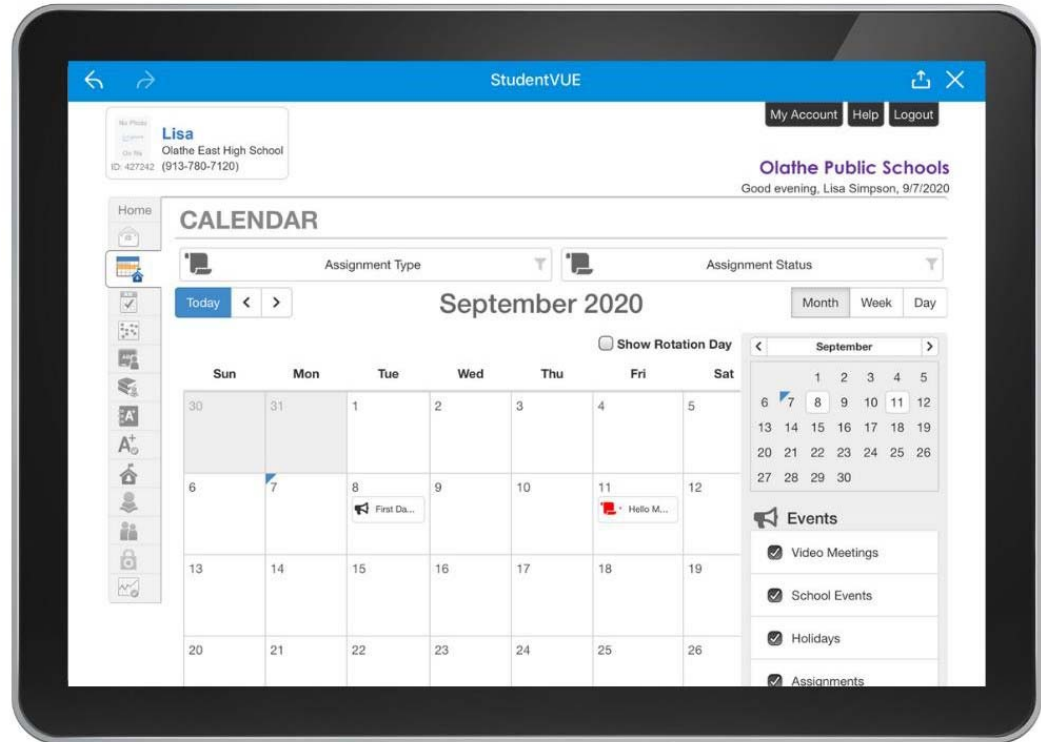 StudentVUE
My Account Help Logout
No Photo
Lisa
Olathe East High School
ID: 427242 (913-780-7120)
Olathe Public Schools
Good evening, Lisa Simpson, 9/7/2020
Home
CALENDAR
Assignment Type Assignment Status
Today < > September 2020 Month Week Day
Show Rotation Day
Sun Mon Tue Wed Thu Fri Sat
30 31 1 2 3 4 5
6 7 8 9 10 11 12
First Da... Hello M...
13 14 15 16 17 18 19
20 21 22 23 24 25 26
< September >
1 2 3 4 5
6 7 8 9 10 11 12
13 14 15 16 17 18 19
20 21 22 23 24 25 26
27 28 29 30
Events
Video Meetings
School Events
Holidays
Assignments